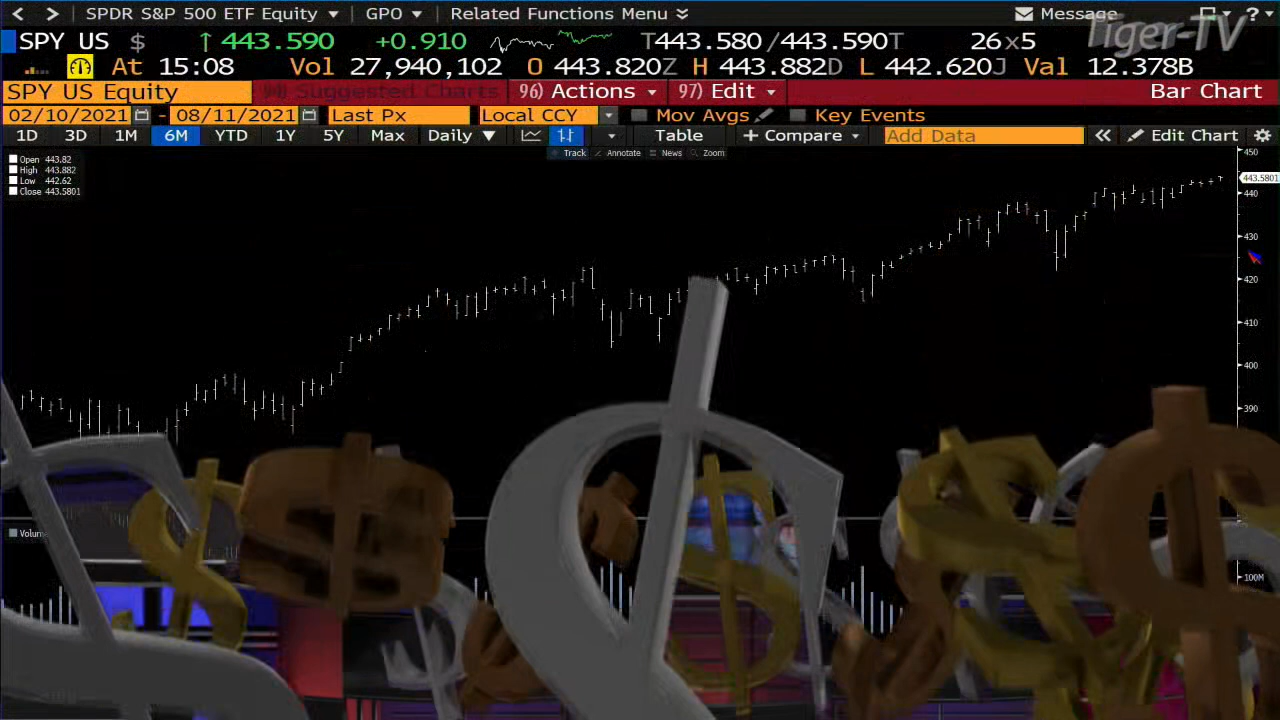 SPDR S&P 500 ETF Equity GPO Related Functions Menu Message ?
SPY US $ ↑ 443.590 +0.910 T443.580 /443.590T 26x5 Tiger-TV
At 15:08 Vol 27,940,102 O 443.820Z H 443.882D L 442.620J Val 12.378B
SPY US Equity 94) Suggested Charts 96) Actions 97) Edit Bar Chart
02/10/2021 - 08/11/2021 Last Px Local CCY Mov Avgs Key Events
1D 3D 1M 6M YTD 1Y 5Y Max Daily ▼ Table + Compare Add Data « Edit Chart
Track Annotate News Zoom
Open 443.82
High 443.882
Low 442.62
Close 443.5801
450
443.5801
440
430
420
410
400
390
Volum
100M